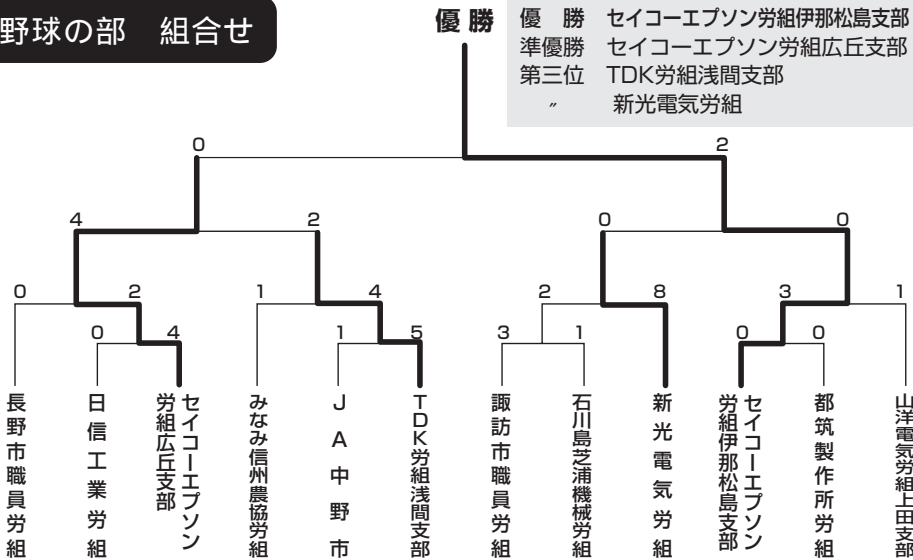 野球の部　組合せ
優勝
優　勝　セイコーエプソン労組伊那松島支部
準優勝　セイコーエプソン労組広丘支部
第三位　TDK労組浅間支部
〃　新光電気労組
0
2
4
2
0
0
0
2
1
4
2
8
3
1
0
4
1
5
3
1
0
0
長野市職員労組
日信工業労組
セイコーエプソン
労組広丘支部
みなみ信州農協労組
JA中野市
TDK労組浅間支部
諏訪市職員労組
石川島芝浦機械労組
新光電気労組
セイコーエプソン
労組伊那松島支部
都筑製作所労組
山洋電気労組上田支部